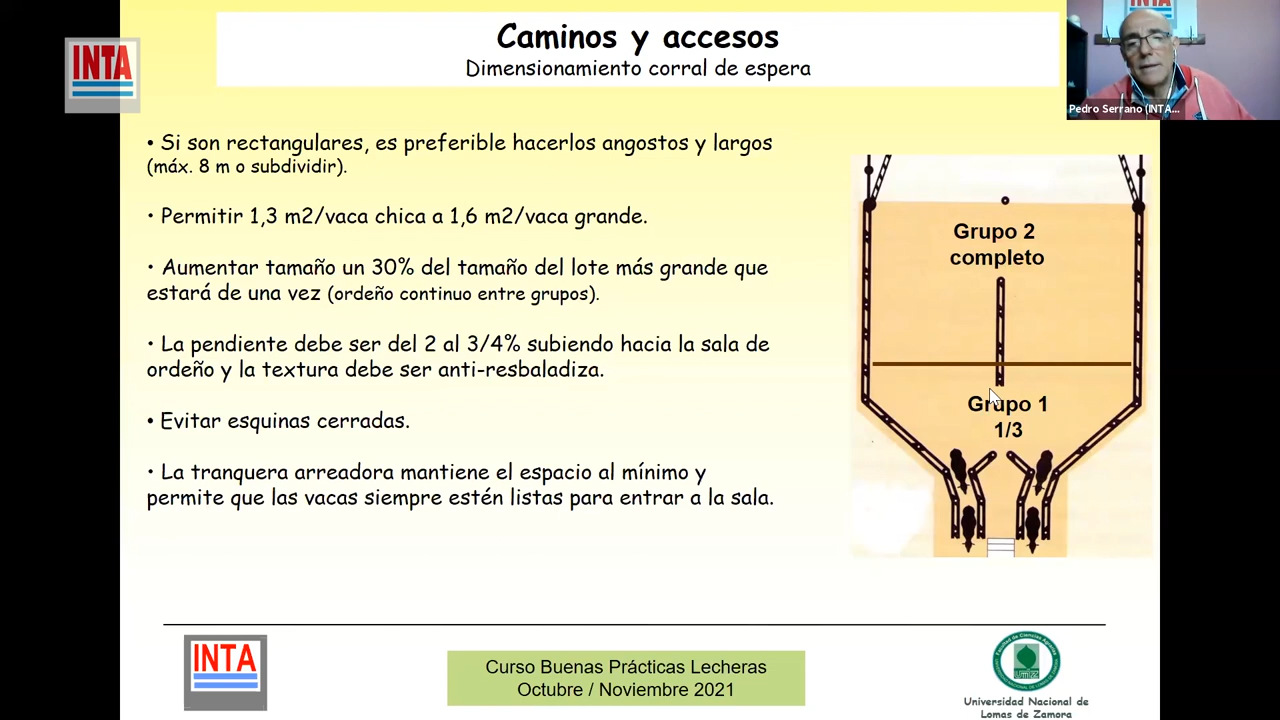 INTA
Caminos y accesos
Dimensionamiento corral de espera
INTA
Pedro Serrano (INTA...
• Si son rectangulares, es preferible hacerlos angostos y largos
(máx. 8 m o subdividir).
• Permitir 1,3 m2/vaca chica a 1,6 m2/vaca grande.
• Aumentar tamaño un 30% del tamaño del lote más grande que
estará de una vez (ordeño continuo entre grupos).
• La pendiente debe ser del 2 al 3/4% subiendo hacia la sala de
ordeño y la textura debe ser anti-resbaladiza.
• Evitar esquinas cerradas.
• La tranquera arreadora mantiene el espacio al mínimo y
permite que las vacas siempre estén listas para entrar a la sala.
Grupo 2
completo
Grupo 1
1/3
INTA
Curso Buenas Prácticas Lecheras
Octubre / Noviembre 2021
Universidad Nacional de
Lomas de Zamora